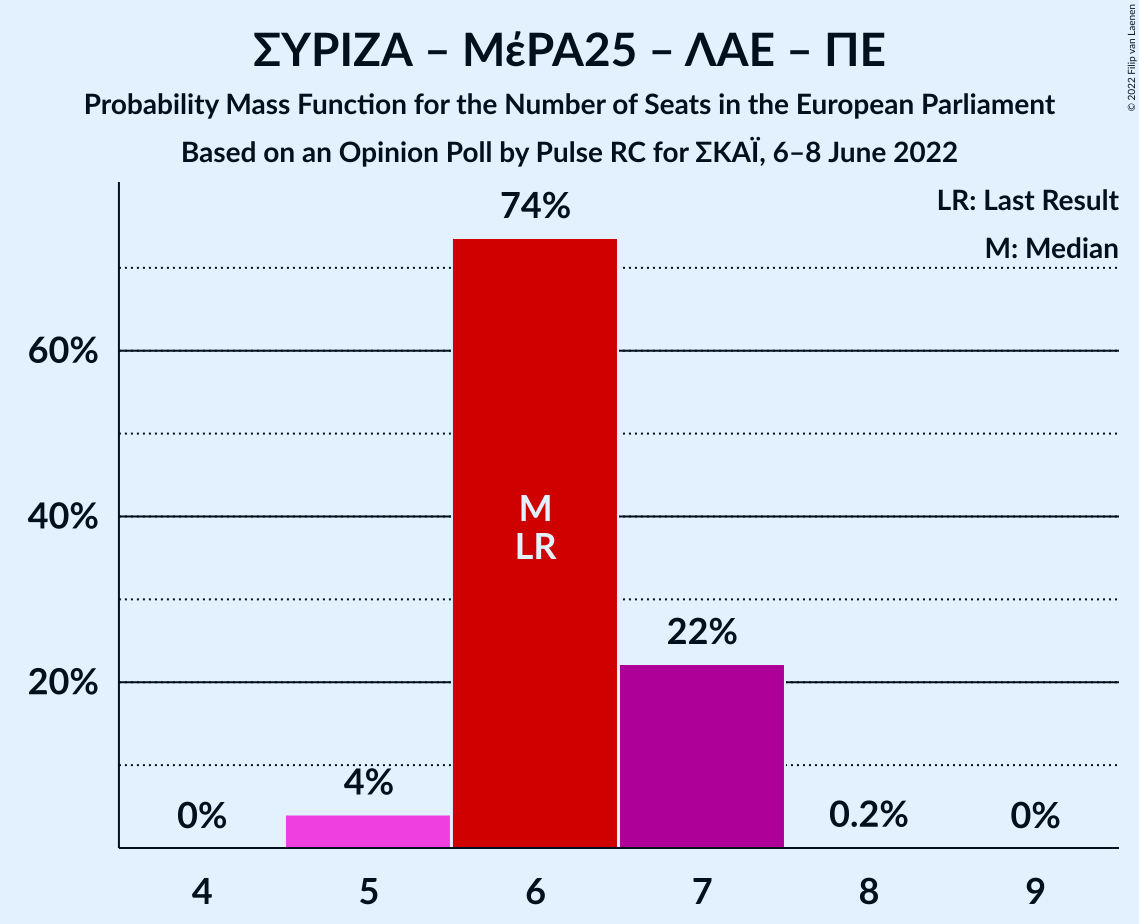 ΣΥΡΙΖΑ – ΜέΡΑ25 – ΛΑΕ – ΠΕ
Probability Mass Function for the Number of Seats in the European Parliament
Based on an Opinion Poll by Pulse RC for ΣΚΑΪ, 6–8 June 2022
© 2022 Filip van Laenen
LR: Last Result
M: Median
74%
60%
M
40%
LR
22%
20%
4%
0%
0.2%
0%
4 5 6 7 8 9